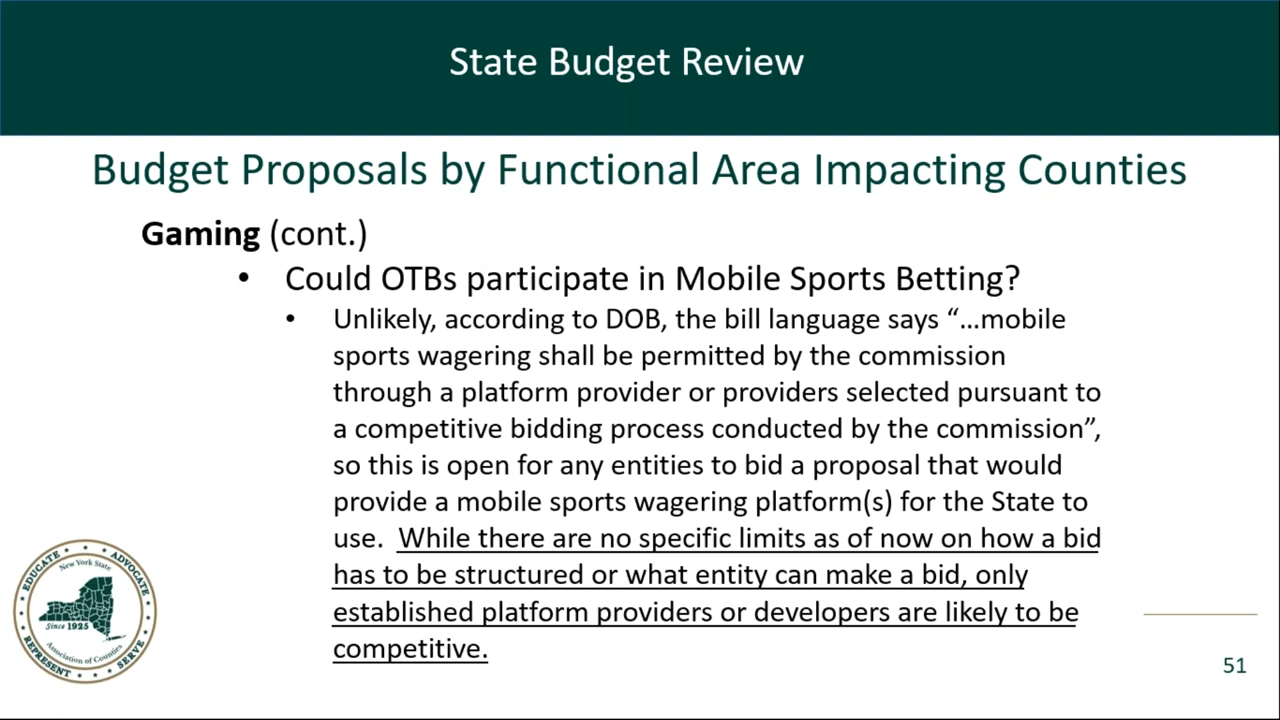 State Budget Review
Budget Proposals by Functional Area Impacting Counties
Gaming (cont.)
• Could OTBs participate in Mobile Sports Betting?
• Unlikely, according to DOB, the bill language says “…mobile
sports wagering shall be permitted by the commission
through a platform provider or providers selected pursuant to
a competitive bidding process conducted by the commission”,
so this is open for any entities to bid a proposal that would
provide a mobile sports wagering platform(s) for the State to
use. While there are no specific limits as of now on how a bid
has to be structured or what entity can make a bid, only
established platform providers or developers are likely to be
competitive.
EDUCATE ADVOCATE
New York State
Since 1925
Association of Counties
REPRESENT SERVE
51